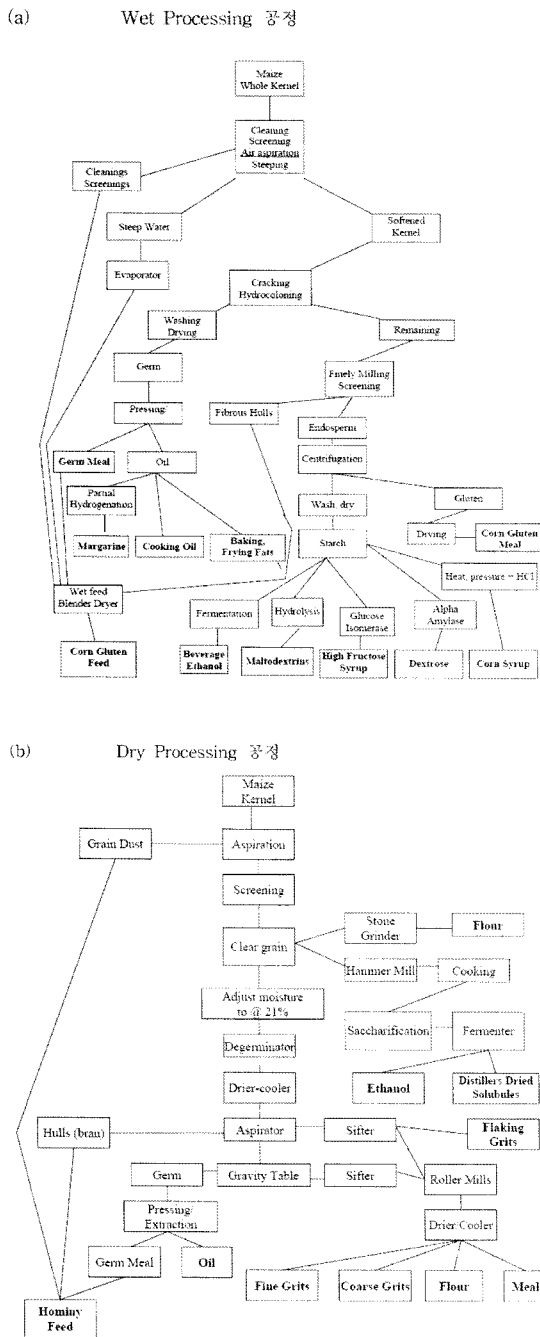 (a) Wet Processing 공정
Maize
Whole Kernel
Cleaning
Screening
Air aspiration
Steeping
Cleanings
Screenings
Steep Water
Softened
Kernel
Evaporator
Cracking
Hydrocoloning
Washing
Drying
Remaining
Germ
Finely Milling
Screening
Pressing
Fibrous Hulls
Endosperm
Germ Meal
Oil
Centrifugation
Partial
Hydrogenation
Gluten
Wash, dry
Margarine
Cooking Oil
Baking,
Frying Fats
Starch
Drying
Corn Gluten
Meal
Wet feed
Blender Dryer
Heat, pressure = HCl
Fermentation
Hydrolysis
Glucose
Isomerase
Alpha
Amylase
Corn Gluten
Feed
Beverage
Ethanol
Maltodextrins
High Fructose
Syrup
Dextrose
Corn Syrup
(b) Dry Processing 공정
Maize
Kernel
Grain Dust
Aspiration
Screening
Clear grain
Stone
Grinder
Flour
Hammer Mill
Cooking
Adjust moisture
to @ 21%
Saccharification
Fermenter
Degerminator
Drier-cooler
Ethanol
Distillers Dried
Solubules
Hulls (bran)
Aspirator
Sifter
Flaking
Grits
Germ
Gravity Table
Sifter
Roller Mills
Pressing/
Extraction
Drier/Cooler
Germ Meal
Oil
Fine Grits
Coarse Grits
Flour
Meal
Hominy
Feed